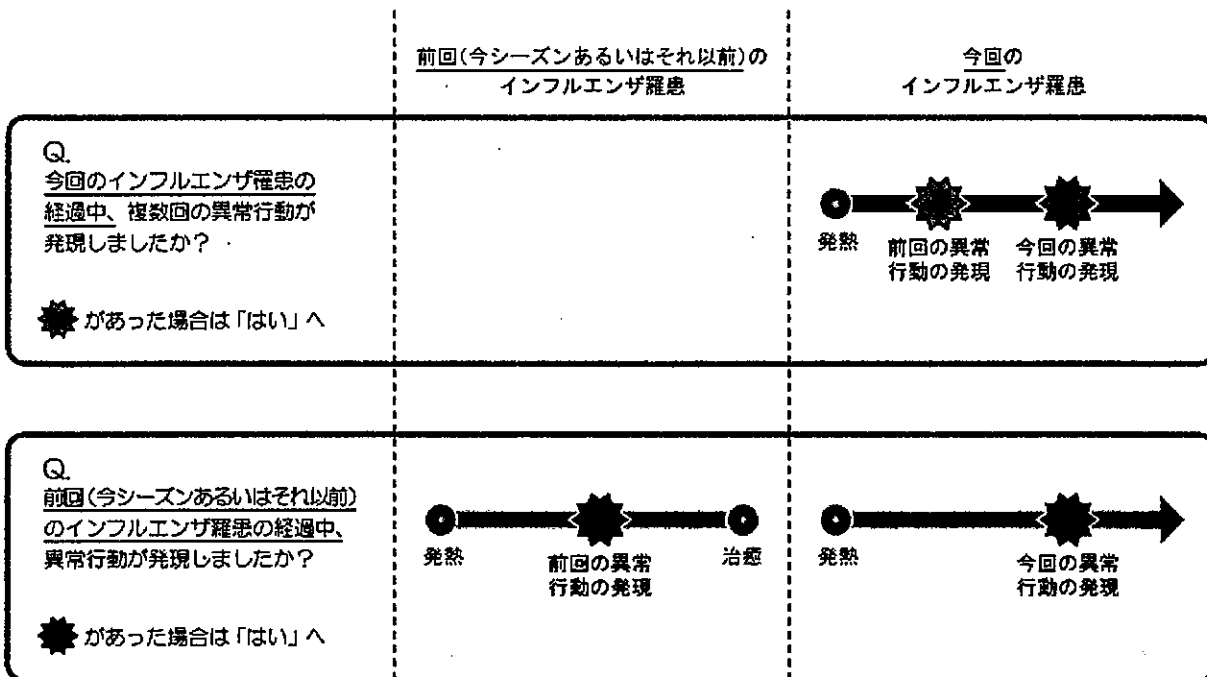 前回(今シーズンあるいはそれ以前)の
インフルエンザ罹患
今回の
インフルエンザ罹患
Q.
今回のインフルエンザ罹患の
経過中、複数回の異常行動が
発現しましたか?
があった場合は「はい」へ
発熱
前回の異常
行動の発現
今回の異常
行動の発現
Q.
前回(今シーズンあるいはそれ以前)
のインフルエンザ罹患の経過中、
異常行動が発現しましたか?
があった場合は「はい」へ
発熱
前回の異常
行動の発現
治癒
発熱
今回の異常
行動の発現